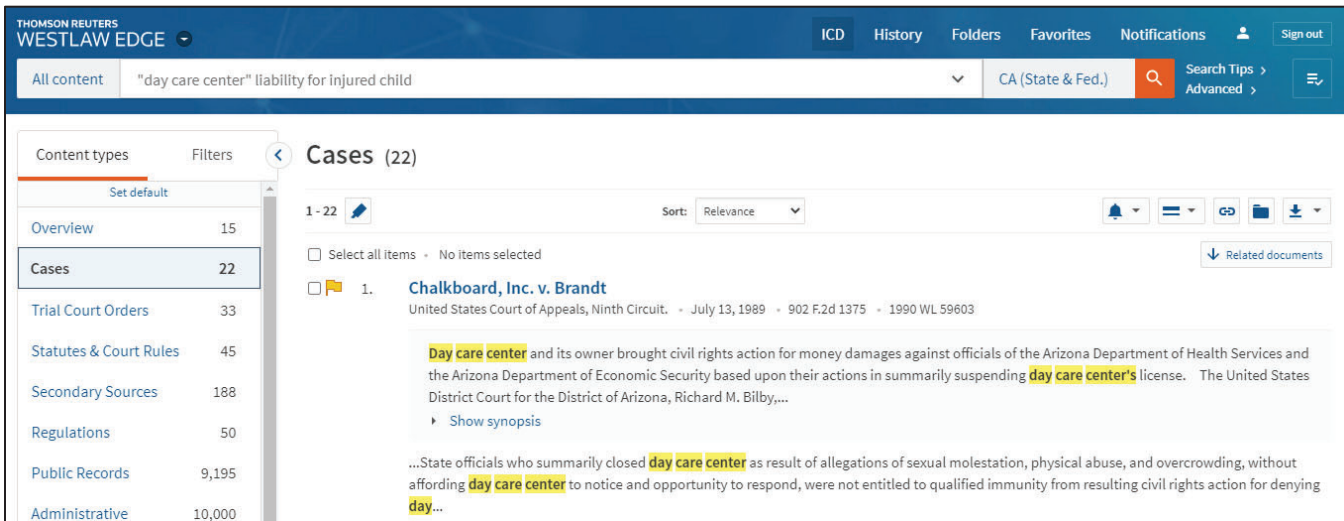 THOMSON REUTERS
WESTLAW EDGE
ICD History Folders Favorites Notifications Sign out
All content "day care center" liability for injured child CA (State & Fed.) Search Tips >
Advanced >
Content types Filters
Set default
Overview 15
Cases 22
Trial Court Orders 33
Statutes & Court Rules 45
Secondary Sources 188
Regulations 50
Public Records 9,195
Administrative 10,000
Cases (22)
1 - 22 Sort: Relevance
Select all items • No items selected Related documents
1. Chalkboard, Inc. v. Brandt
United States Court of Appeals, Ninth Circuit. • July 13, 1989 • 902 F.2d 1375 • 1990 WL 59603
Day care center and its owner brought civil rights action for money damages against officials of the Arizona Department of Health Services and
the Arizona Department of Economic Security based upon their actions in summarily suspending day care center's license. The United States
District Court for the District of Arizona, Richard M. Bilby,...
Show synopsis
...State officials who summarily closed day care center as result of allegations of sexual molestation, physical abuse, and overcrowding, without
affording day care center to notice and opportunity to respond, were not entitled to qualified immunity from resulting civil rights action for denying
day...